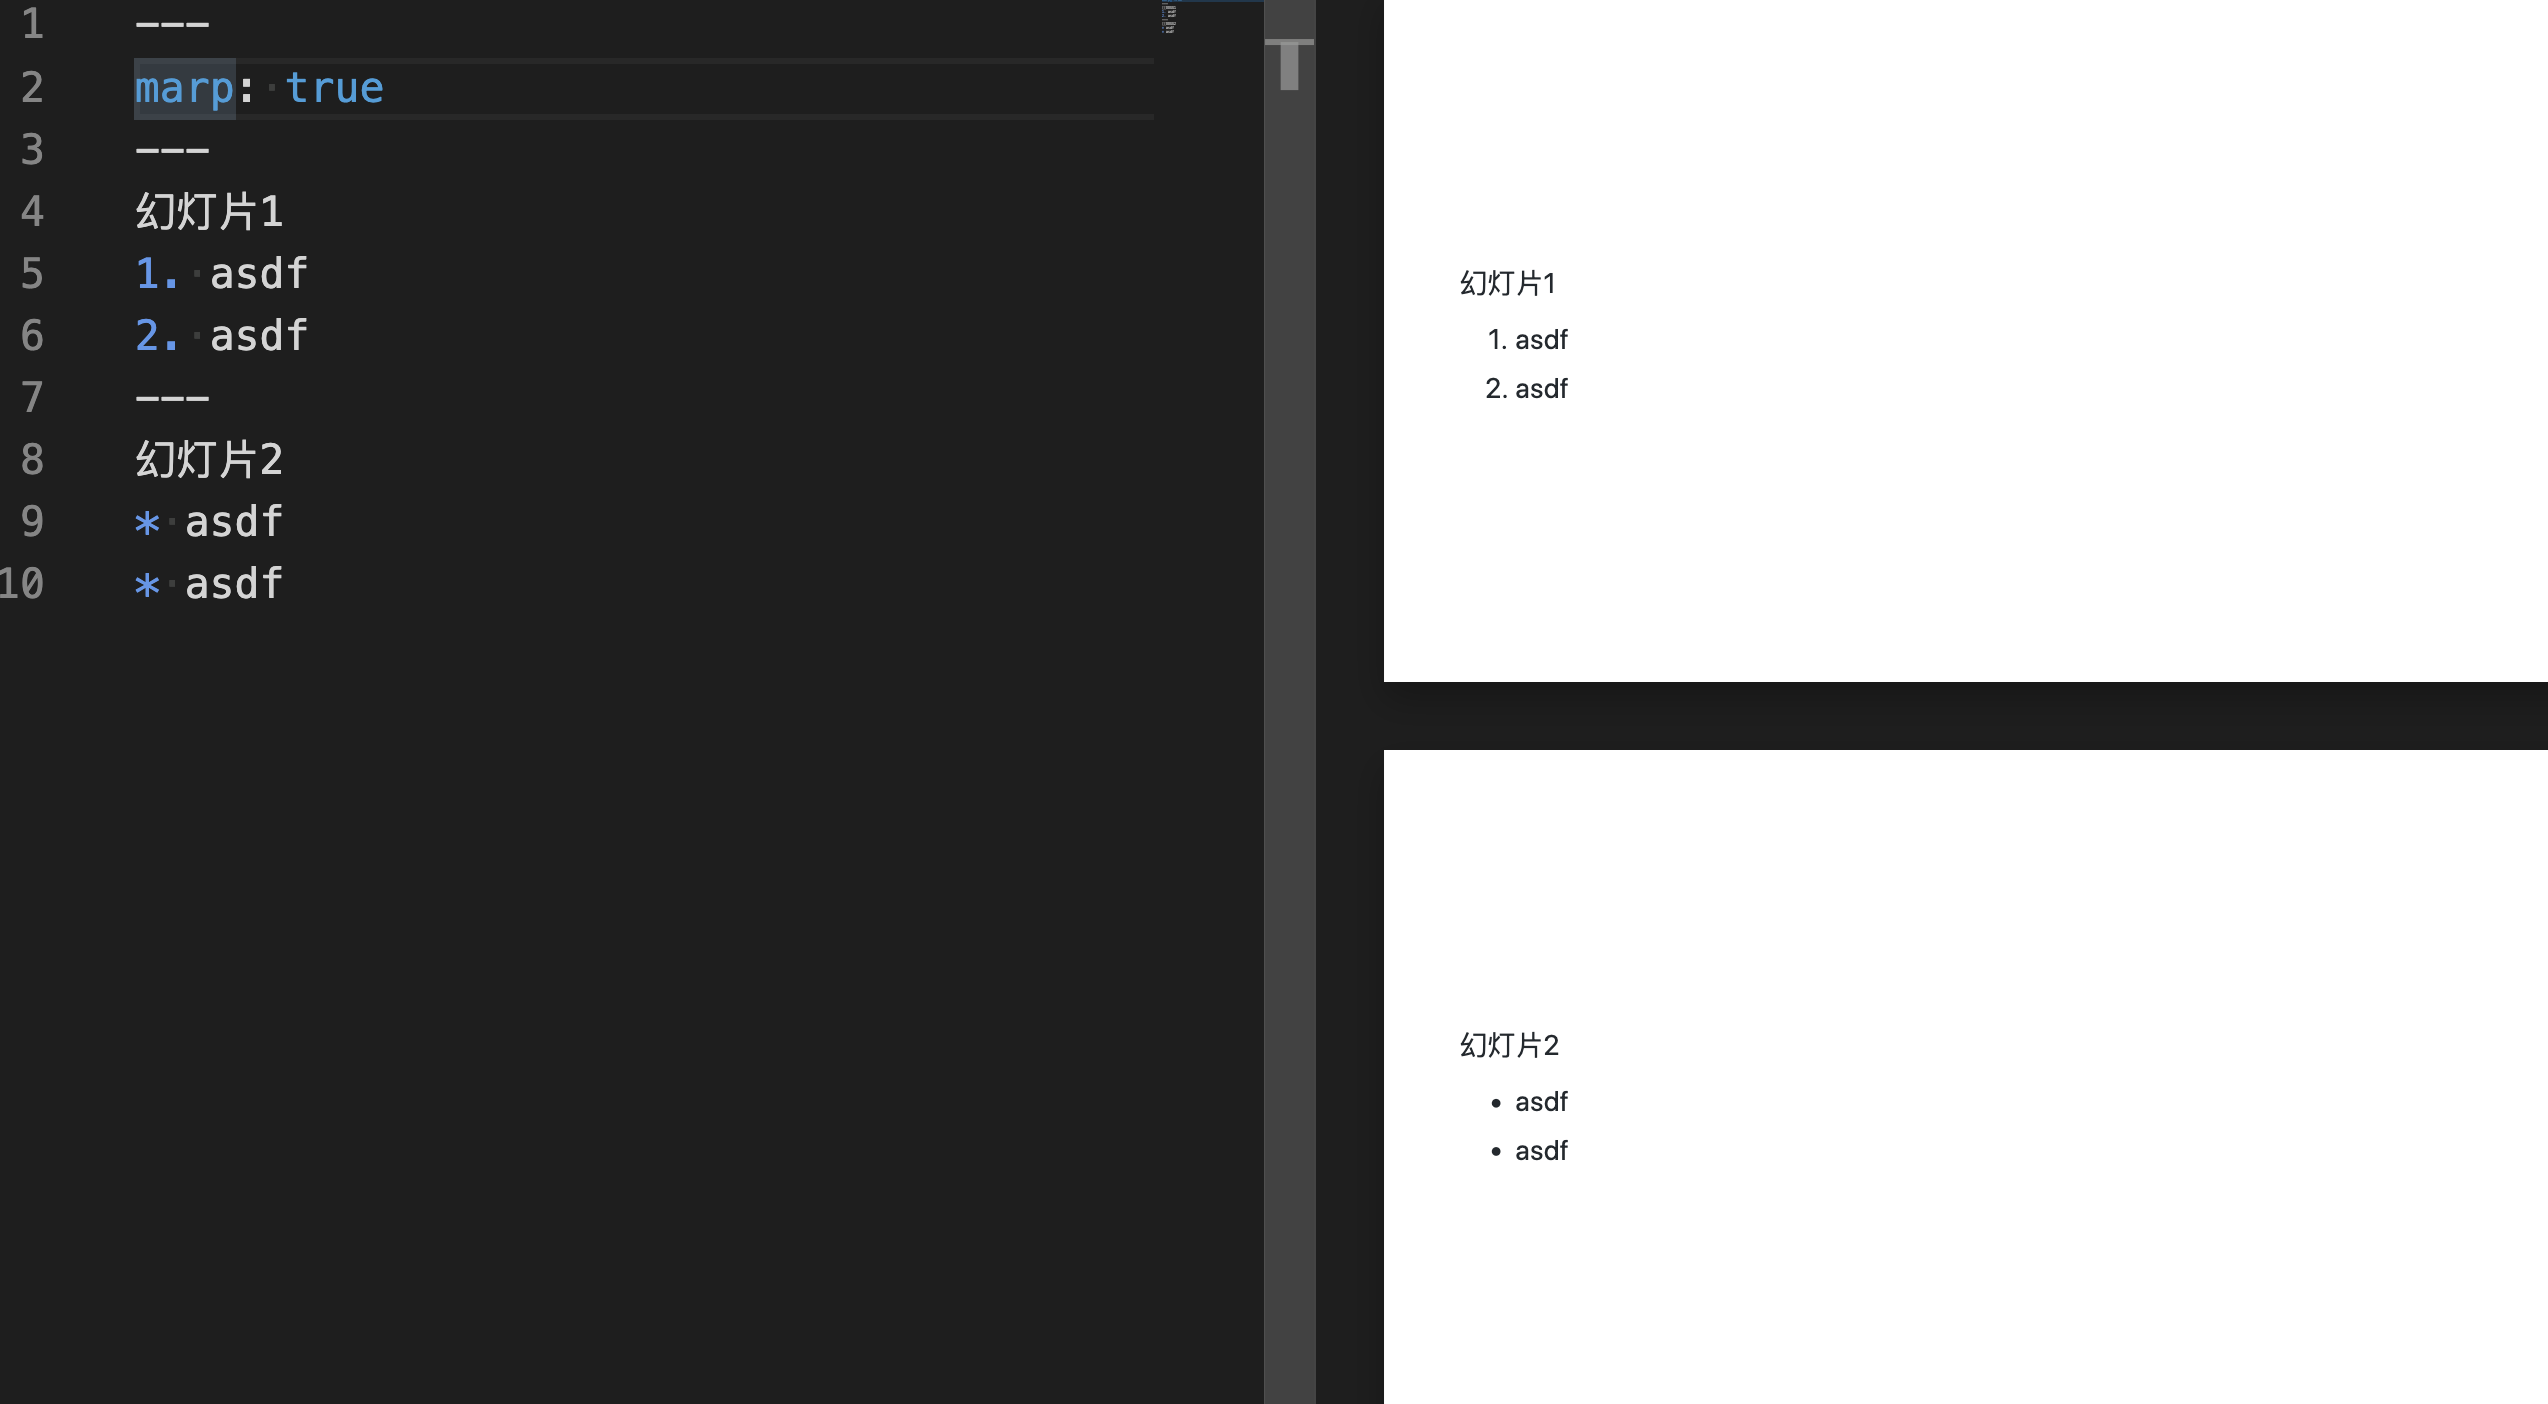 1 ---
2 marp: true
3 ---
4 幻灯片1
5 1. asdf
6 2. asdf
7 ---
8 幻灯片2
9 * asdf
10 * asdf
幻灯片1
1. asdf
2. asdf
幻灯片2
• asdf
• asdf